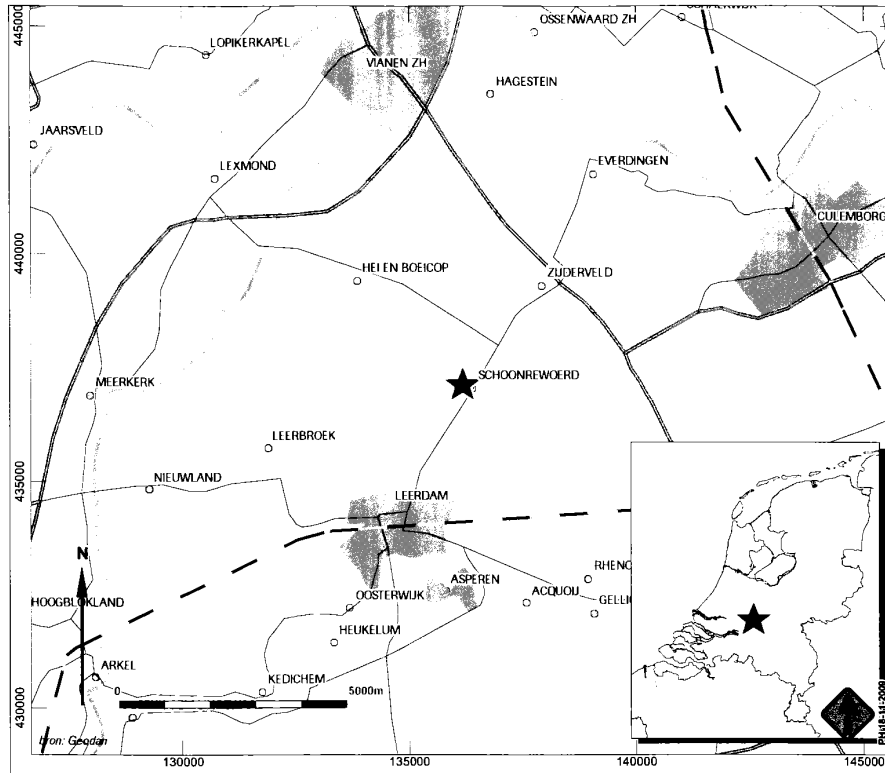 445000
OSSENWAARD ZH
LOPIKERKAPEL
VIANEN ZH
HAGESTEIN
JAARSVELD
LEXMOND
EVERDINGEN
CULEMBORG
440000
HEI EN BOEICOP
ZIJDERVELD
SCHOONREWOERD
MEERKERK
LEERBROEK
NIEUWLAND
LEERDAM
435000
N
HOOGBLOKLAND
OOSTERWIJK
ASPEREN
ACQUOIJ
RHENO
GELLIC
HEUKELUM
ARKEL
KEDICHEM
0
5000m
430000
bron: Geodan
130000
135000
140000
145000